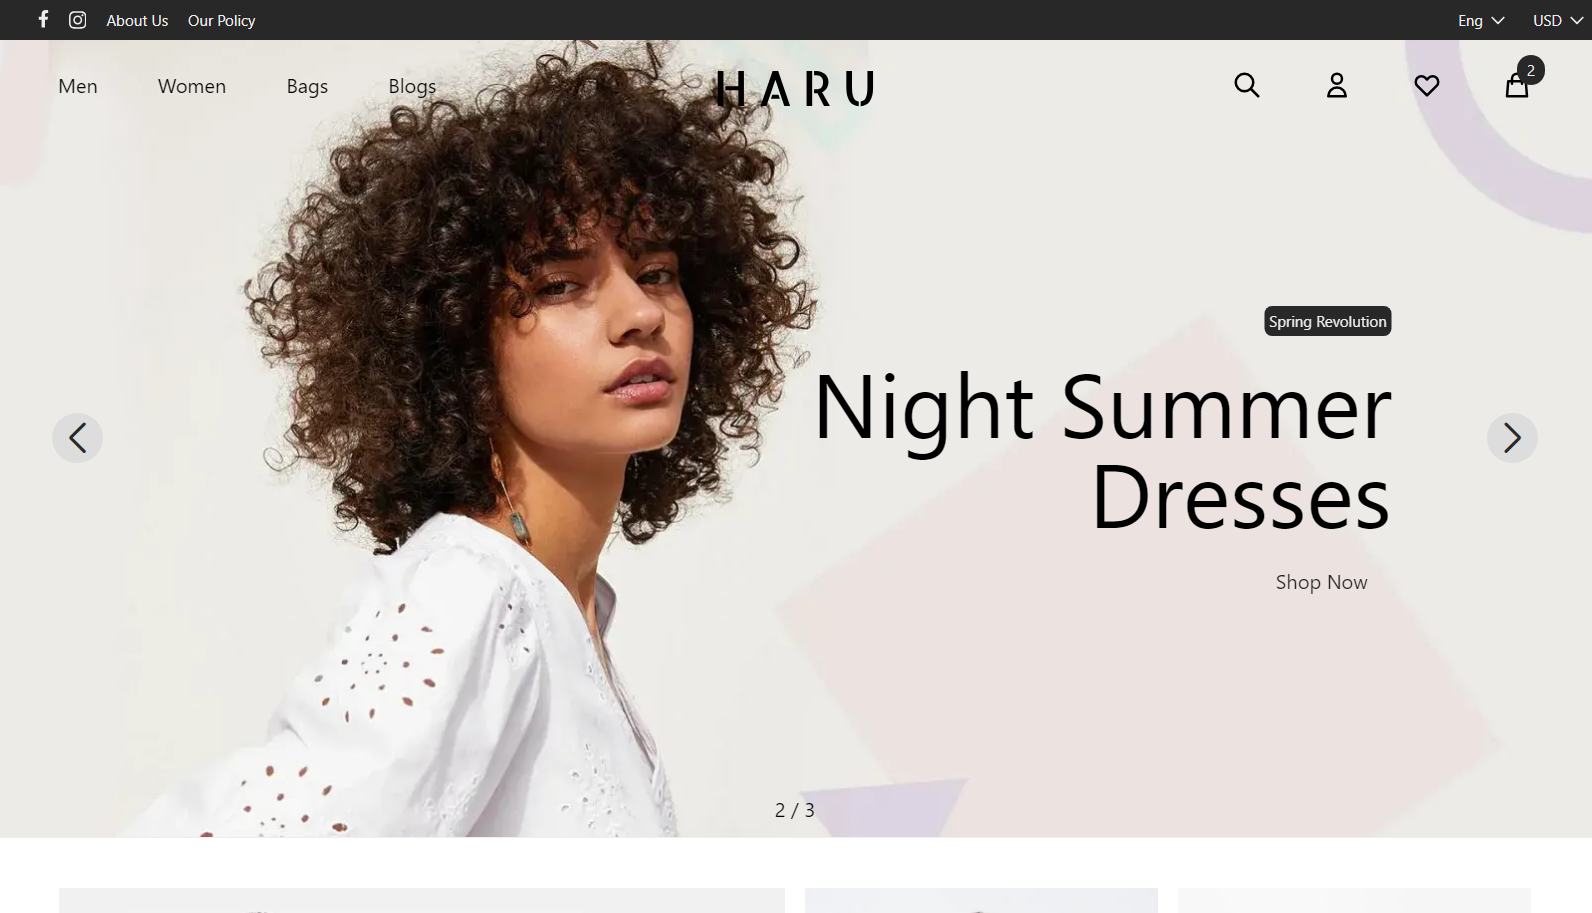 About Us Our Policy Eng USD
Men Women Bags Blogs HARU 2
Spring Revolution
Night Summer
Dresses
Shop Now
2 / 3